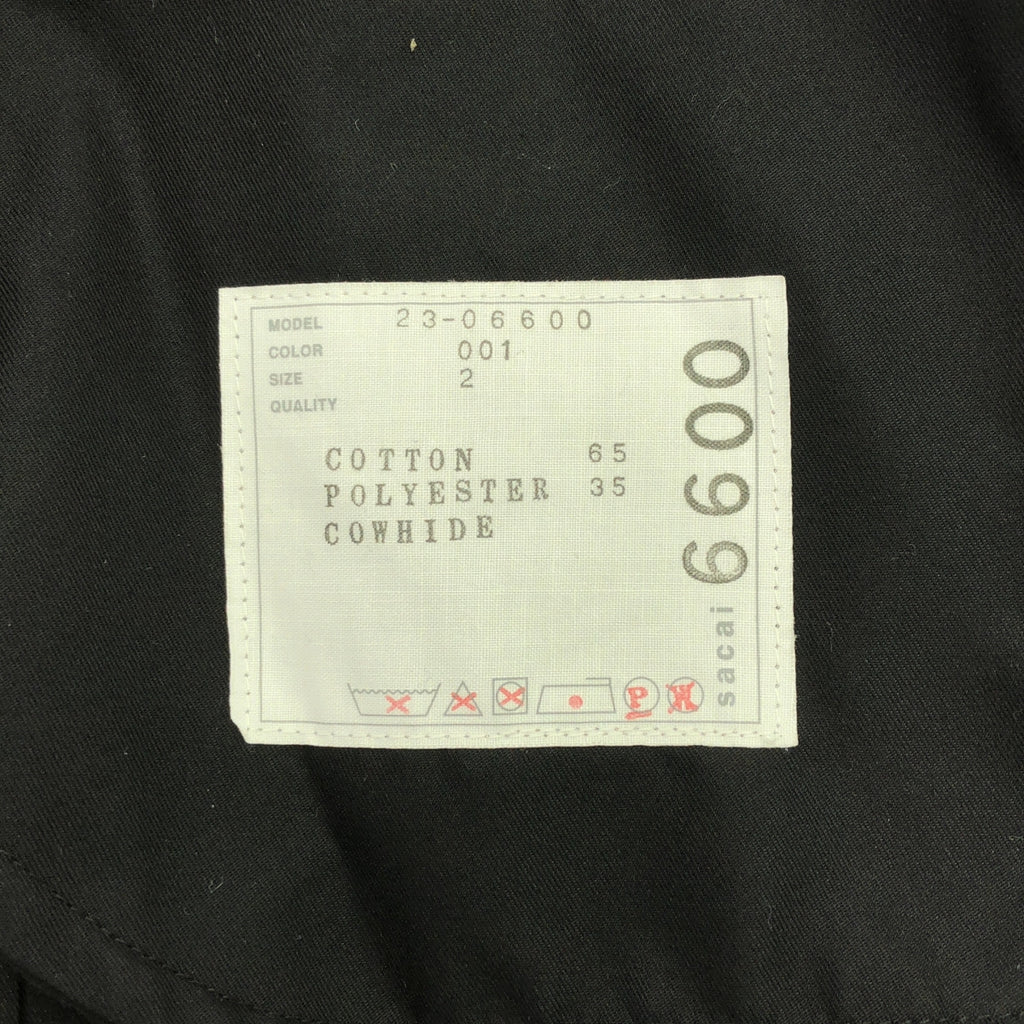 MODEL 23-06600
COLOR 001
SIZE 2
QUALITY
COTTON 65
POLYESTER 35
COWHIDE
sacai 6600
P W